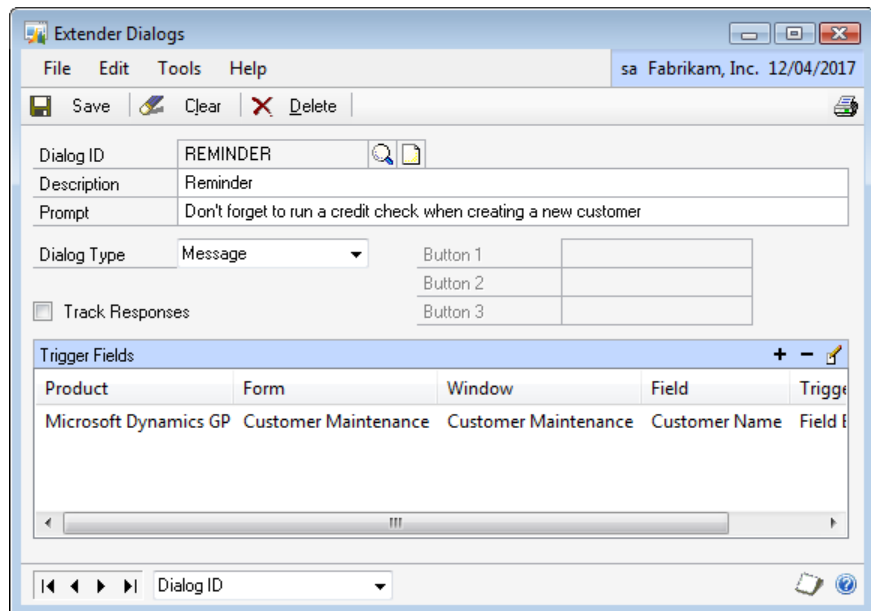 Extender Dialogs
File Edit Tools Help sa Fabrikam, Inc. 12/04/2017
Save Clear Delete
Dialog ID REMINDER
Description Reminder
Prompt Don't forget to run a credit check when creating a new customer
Dialog Type Message Button 1
Button 2
Track Responses Button 3
Trigger Fields
Product Form Window Field
Microsoft Dynamics GP Customer Maintenance Customer Maintenance Customer Name Field
Dialog ID